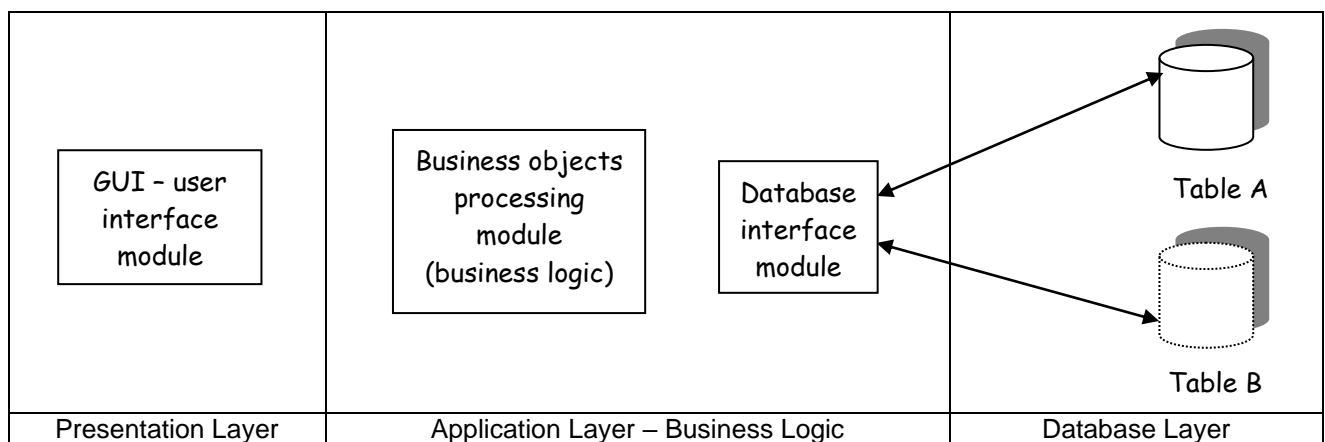 GUI – user
interface
module
Business objects
processing
module
(business logic)
Database
interface
module
Table A
Table B
Presentation Layer
Application Layer – Business Logic
Database Layer